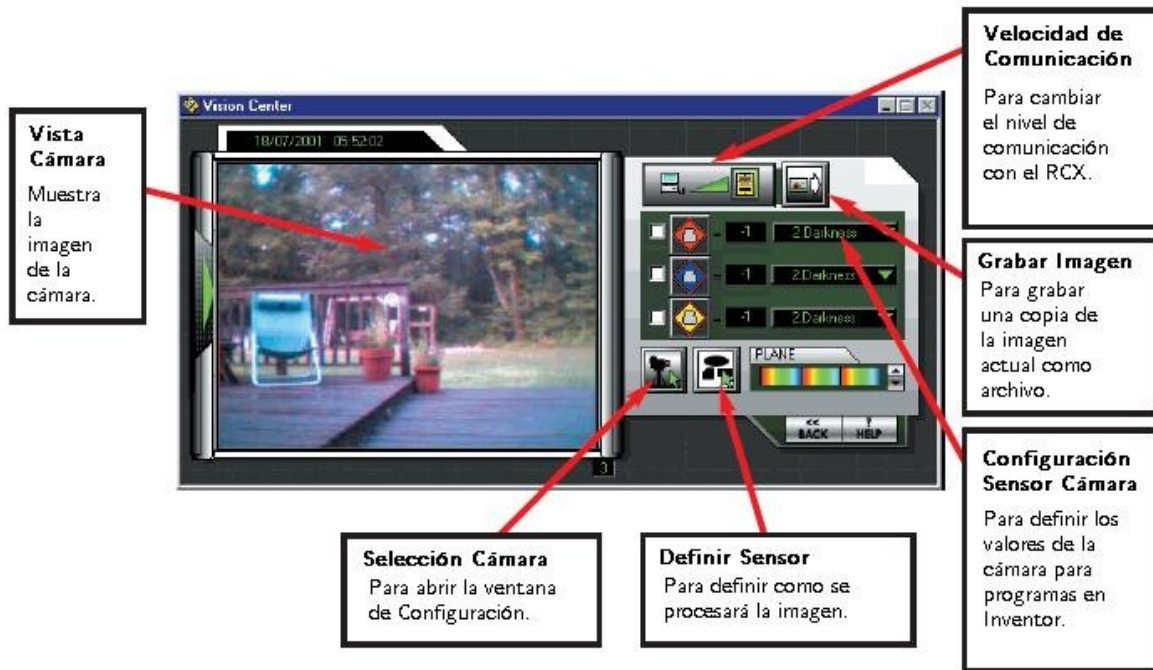 Velocidad de
Comunicación
Para cambiar
el nivel de
comunicación
con el RCX.
Vision Center
18/07/2001 05:52:02
Vista
Cámara
Muestra
la
imagen
de la
cámara.
-1
2.Darkness
-1
2.Darkness
-1
2.Darkness
Grabar Imagen
Para grabar
una copia de
la imagen
actual como
archivo.
PLANE
<<
BACK
?
HELP
3
Configuración
Sensor Cámara
Para definir los
valores de la
cámara para
programas en
Inventor.
Selección Cámara
Para abrir la ventana
de Configuración.
Definir Sensor
Para definir como se
procesará la imagen.